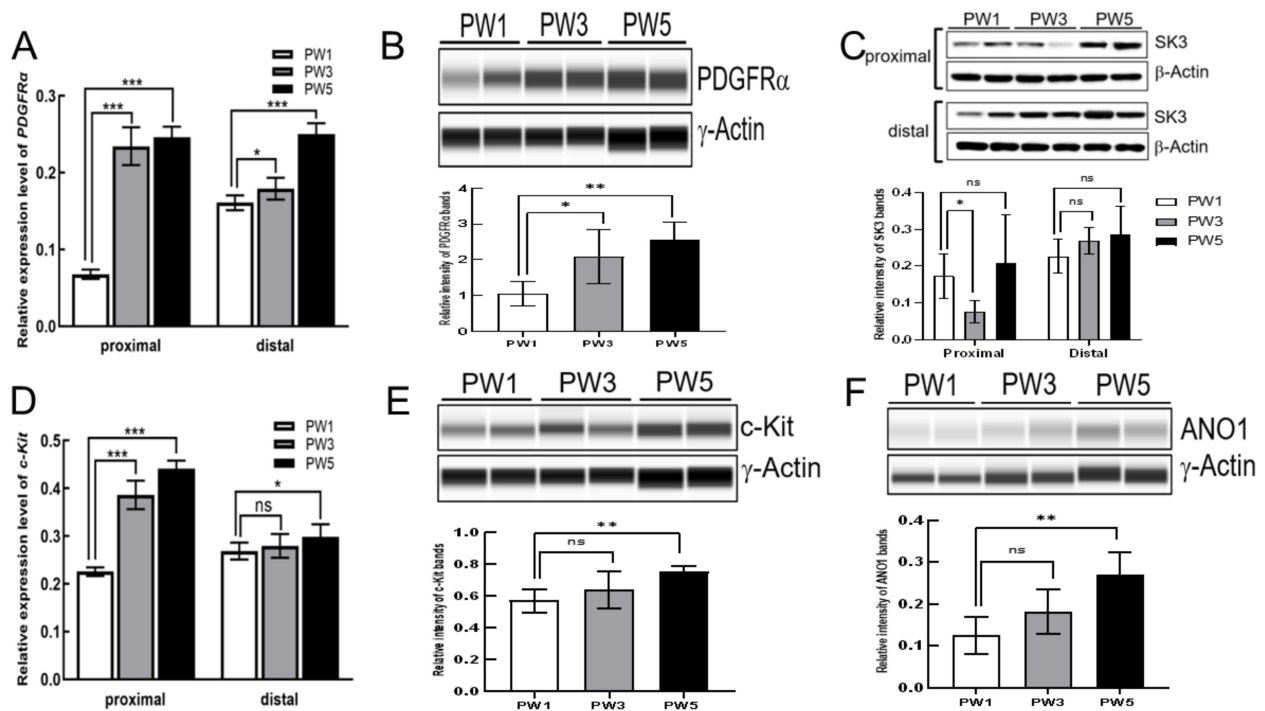 A
PW1
PW3
PW5
***
***
***
*
Relative expression level of PDGFRα
0.3
0.2
0.1
0.0
proximal
distal
B
PW1 PW3 PW5
PDGFRα
γ-Actin
**
*
Relative intensity of PDGFRα bands
4
3
2
1
0
PW1 PW3 PW5
C
PW1 PW3 PW5
proximal
SK3
β-Actin
distal
SK3
β-Actin
ns
*
ns
ns
PW1
PW3
PW5
Relative intensity of SK3 bands
0.4
0.3
0.2
0.1
0.0
Proximal
Distal
D
PW1
PW3
PW5
***
***
*
ns
Relative expression level of c-Kit
0.5
0.4
0.3
0.2
0.1
0.0
proximal
distal
E
PW1 PW3 PW5
c-Kit
γ-Actin
**
ns
Relative intensity of c-Kit bands
1.0
0.8
0.6
0.4
0.2
0.0
PW1 PW3 PW5
F
PW1 PW3 PW5
ANO1
γ-Actin
**
ns
Relative intensity of ANO1 bands
0.4
0.3
0.2
0.1
0.0
PW1 PW3 PW5